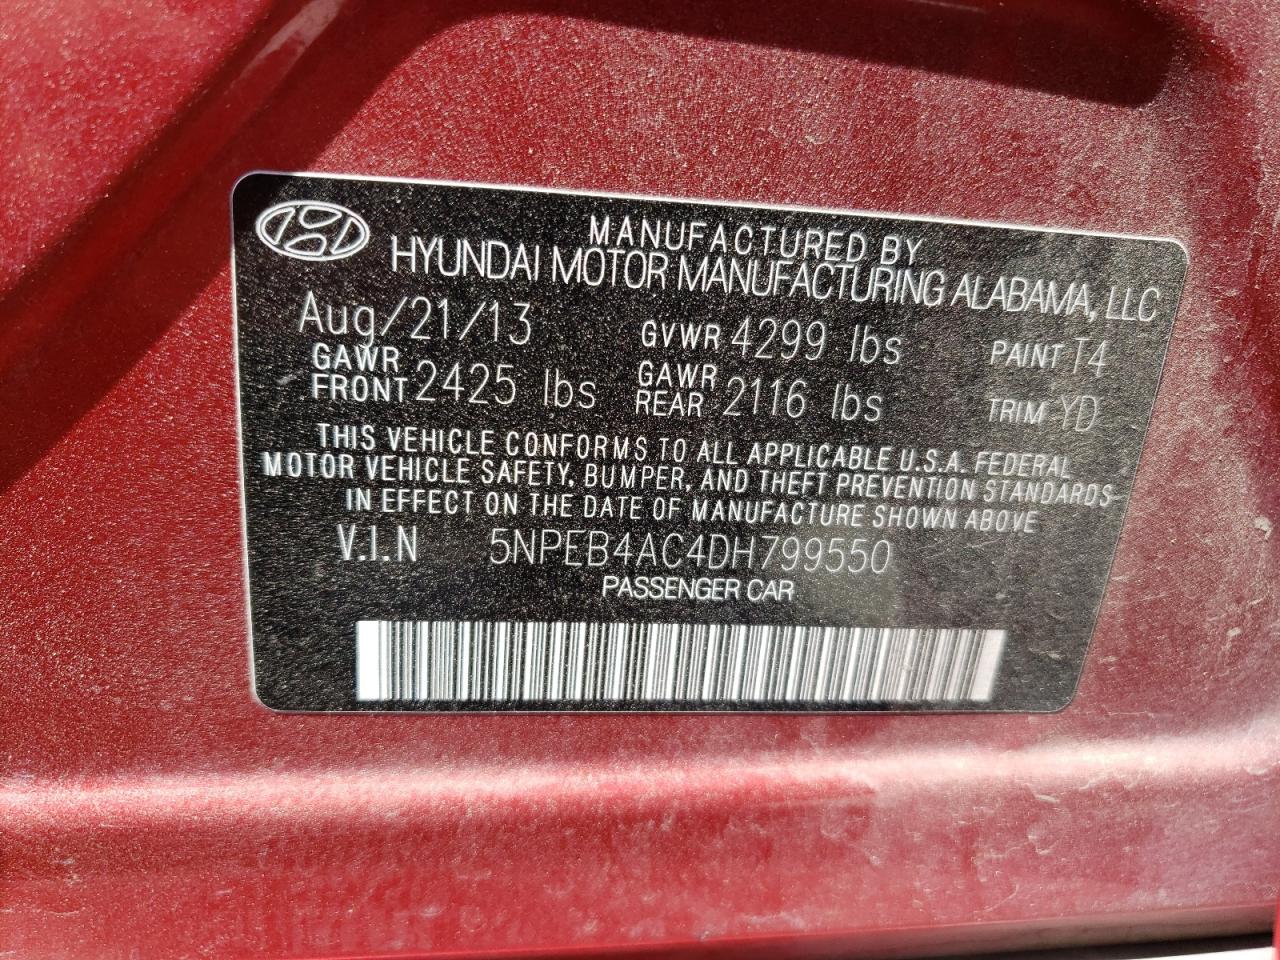 MANUFACTURED BY
HYUNDAI MOTOR MANUFACTURING ALABAMA, LLC
Aug/21/13 GVWR 4299 lbs PAINT T4
GAWR FRONT 2425 lbs GAWR REAR 2116 lbs TRIM YD
THIS VEHICLE CONFORMS TO ALL APPLICABLE U.S.A. FEDERAL
MOTOR VEHICLE SAFETY, BUMPER, AND THEFT PREVENTION STANDARDS
IN EFFECT ON THE DATE OF MANUFACTURE SHOWN ABOVE
V.I.N 5NPEB4AC4DH799550
PASSENGER CAR